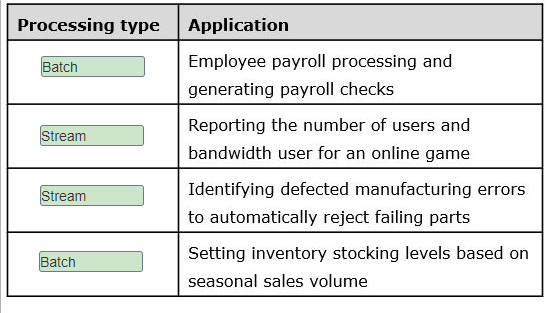 Processing type Application
Batch
Employee payroll processing and
generating payroll checks
Stream
Reporting the number of users and
bandwidth user for an online game
Stream
Identifying defected manufacturing errors
to automatically reject failing parts
Batch
Setting inventory stocking levels based on
seasonal sales volume